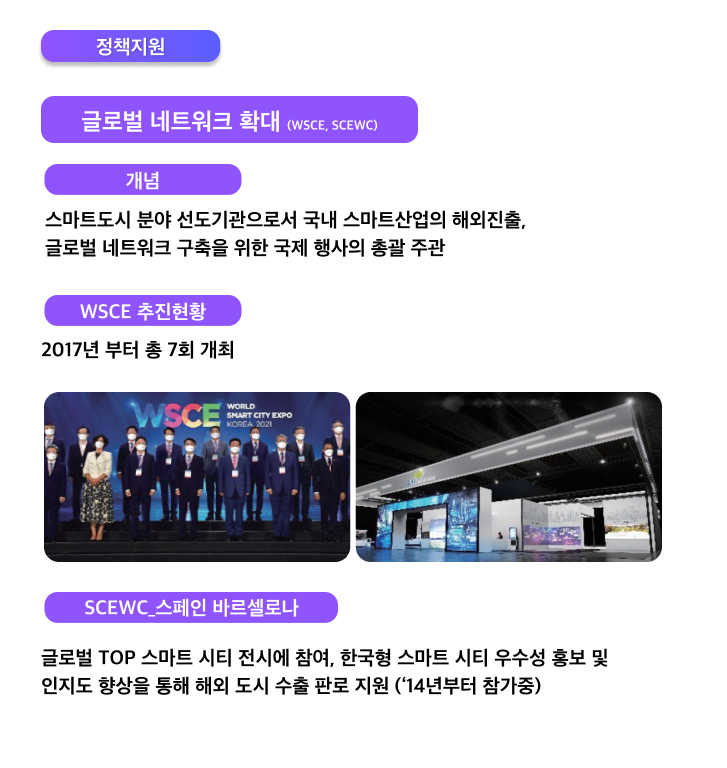 정책지원
글로벌 네트워크 확대 (WSCE, SCEWC)
개념
스마트도시 분야 선도기관으로서 국내 스마트산업의 해외진출,
글로벌 네트워크 구축을 위한 국제 행사의 총괄 주관
WSCE 추진현황
2017년 부터 총 7회 개최
WSCE WORLD
SMART CITY EXPO
KOREA 2021
SCEWC_스페인 바르셀로나
글로벌 TOP 스마트 시티 전시에 참여, 한국형 스마트 시티 우수성 홍보 및
인지도 향상을 통해 해외 도시 수출 판로 지원 (‘14년부터 참가중)